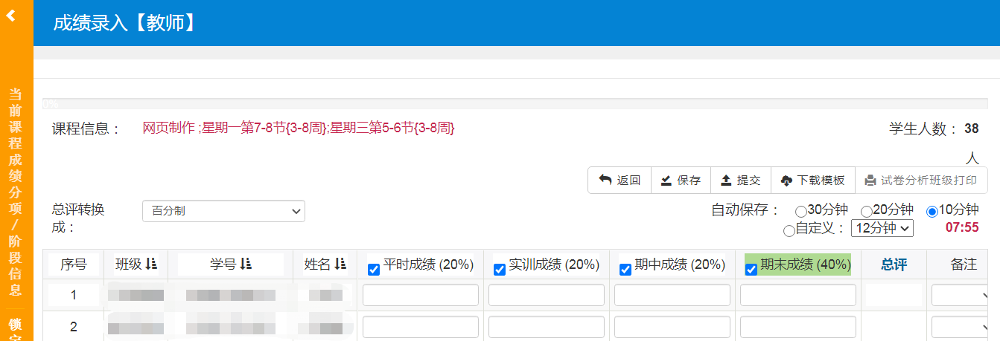 成绩录入【教师】
当前课程成绩分项/阶段信息
锁定
0%
课程信息： 网页制作 ;星期一第7-8节{3-8周};星期三第5-6节{3-8周} 学生人数： 38
人
返回 保存 提交 下载模板 试卷分析班级打印
总评转换 百分制 自动保存： 30分钟 20分钟 10分钟
成： 自定义： 12分钟 07:55
序号 班级 学号 姓名 平时成绩 (20%) 实训成绩 (20%) 期中成绩 (20%) 期末成绩 (40%) 总评 备注
1
2